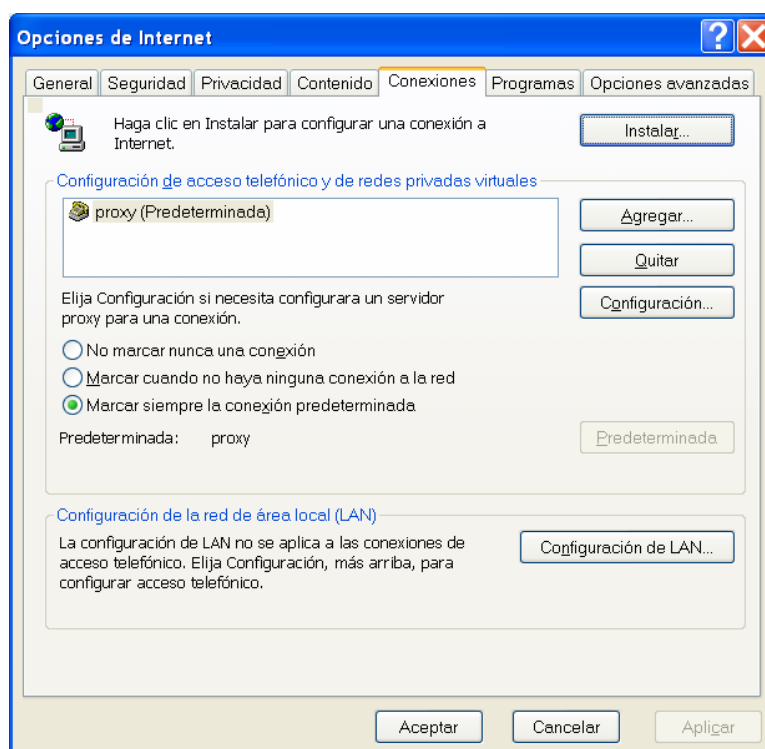 Opciones de Internet
General Seguridad Privacidad Contenido Conexiones Programas Opciones avanzadas
Haga clic en Instalar para configurar una conexión a
Internet.
Instalar...
Configuración de acceso telefónico y de redes privadas virtuales
proxy (Predeterminada)
Agregar...
Quitar
Elija Configuración si necesita configurara un servidor
proxy para una conexión.
Configuración...
No marcar nunca una conexión
Marcar cuando no haya ninguna conexión a la red
Marcar siempre la conexión predeterminada
Predeterminada: proxy
Predeterminada
Configuración de la red de área local (LAN)
La configuración de LAN no se aplica a las conexiones de
acceso telefónico. Elija Configuración, más arriba, para
configurar acceso telefónico.
Configuración de LAN...
Aceptar Cancelar Aplicar